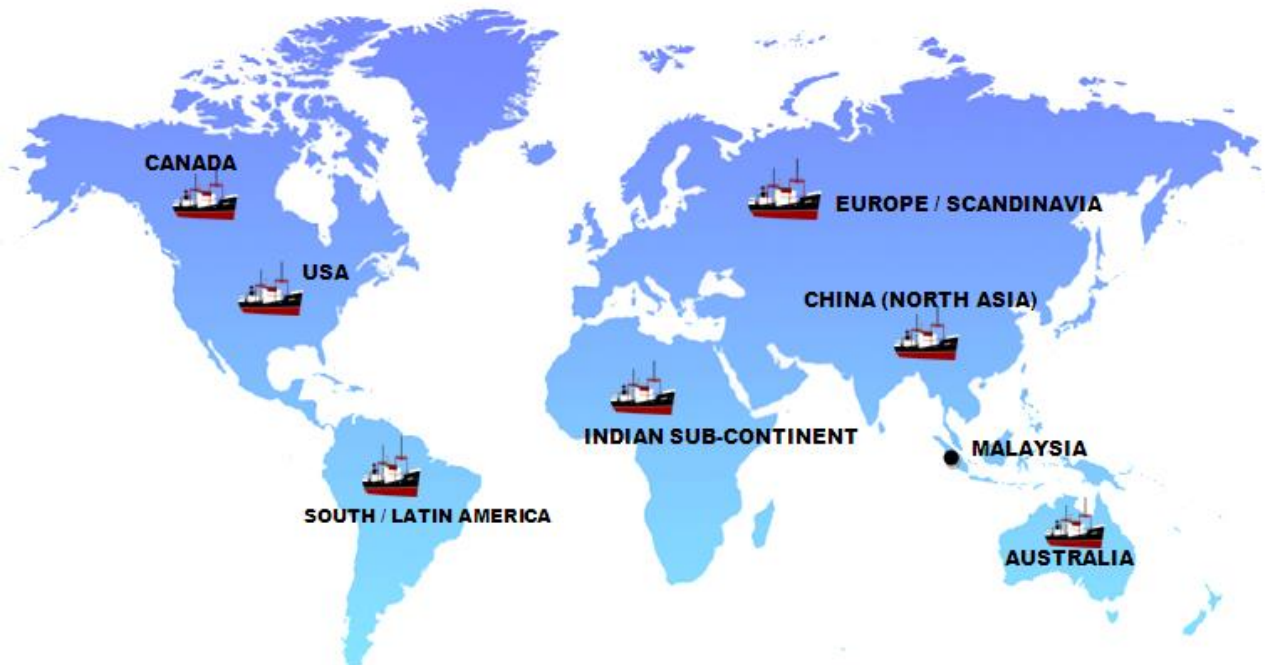 CANADA
EUROPE / SCANDINAVIA
USA
CHINA (NORTH ASIA)
INDIAN SUB-CONTINENT
MALAYSIA
SOUTH / LATIN AMERICA
AUSTRALIA